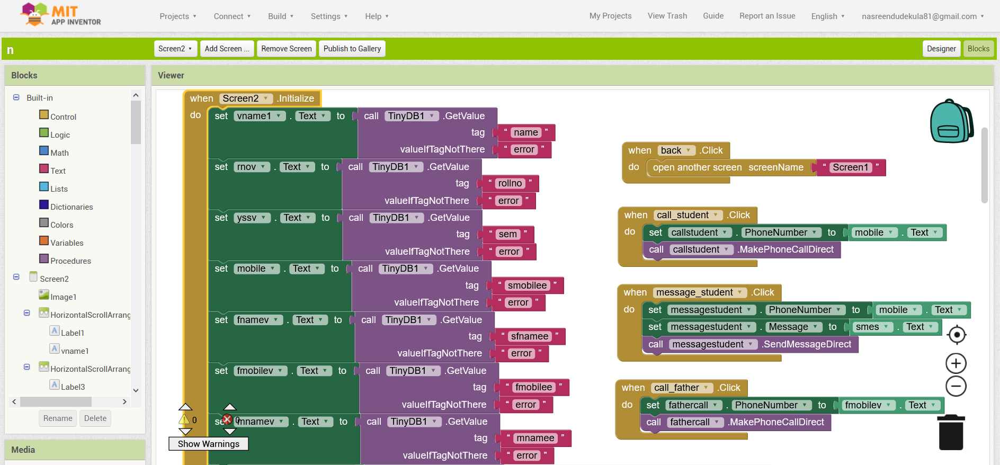 MIT
APP INVENTOR
Projects Connect Build Settings Help My Projects View Trash Guide Report an Issue English nasreendudekula81@gmail.com
n Screen2 Add Screen ... Remove Screen Publish to Gallery Designer Blocks
Blocks
Built-in
Control
Logic
Math
Text
Lists
Dictionaries
Colors
Variables
Procedures
Screen2
Image1
HorizontalScrollArrang
A Label1
A vname1
HorizontalScrollArrang
A Label3
Rename Delete
Media
Viewer
when Screen2 .Initialize
do set vname1 . Text to call TinyDB1 .GetValue
tag “ name ”
valueIfTagNotThere “ error ”
set rnov . Text to call TinyDB1 .GetValue
tag “ rollno ”
valueIfTagNotThere “ error ”
set yssv . Text to call TinyDB1 .GetValue
tag “ sem ”
valueIfTagNotThere “ error ”
set mobile . Text to call TinyDB1 .GetValue
tag “ smobilee ”
valueIfTagNotThere “ error ”
set fnamev . Text to call TinyDB1 .GetValue
tag “ sfnamee ”
valueIfTagNotThere “ error ”
set fmobilev . Text to call TinyDB1 .GetValue
tag “ fmobilee ”
valueIfTagNotThere “ error ”
set mnamev . Text to call TinyDB1 .GetValue
tag “ mnamee ”
valueIfTagNotThere “ error ”
0 0
Show Warnings
when back .Click
do open another screen screenName “ Screen1 ”
when call_student .Click
do set callstudent . PhoneNumber to mobile . Text
call callstudent .MakePhoneCallDirect
when message_student .Click
do set messagestudent . PhoneNumber to mobile . Text
set messagestudent . Message to smes . Text
call messagestudent .SendMessageDirect
when call_father .Click
do set fathercall . PhoneNumber to fmobilev . Text
call fathercall .MakePhoneCallDirect